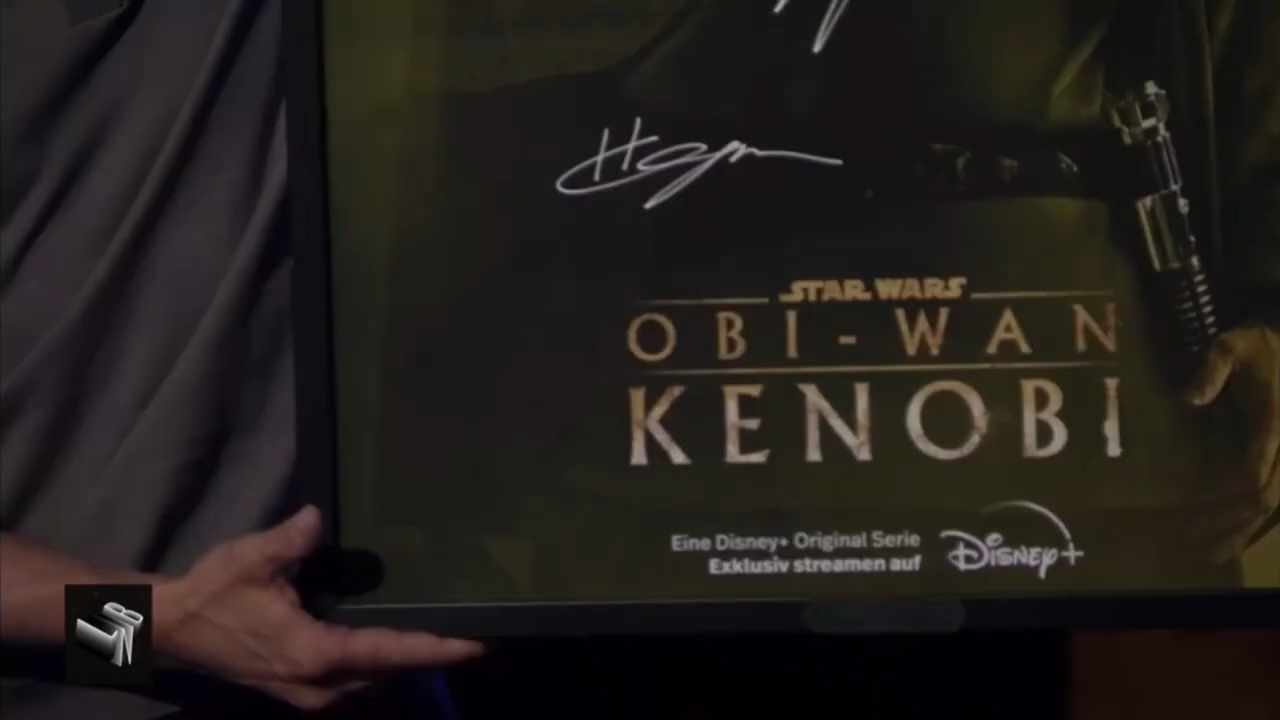 STAR WARS
OBI-WAN
KENOBI
Eine Disney+ Original Serie
Exklusiv streamen auf
Disney+